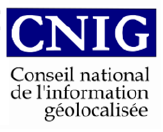 CNIG
Conseil national
de l'information
géolocalisée